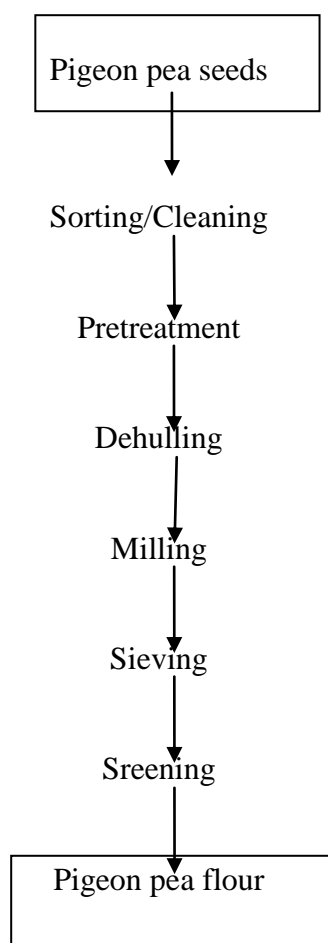 Pigeon pea seeds
Sorting/Cleaning
Pretreatment
Dehulling
Milling
Sieving
Sreening
Pigeon pea flour